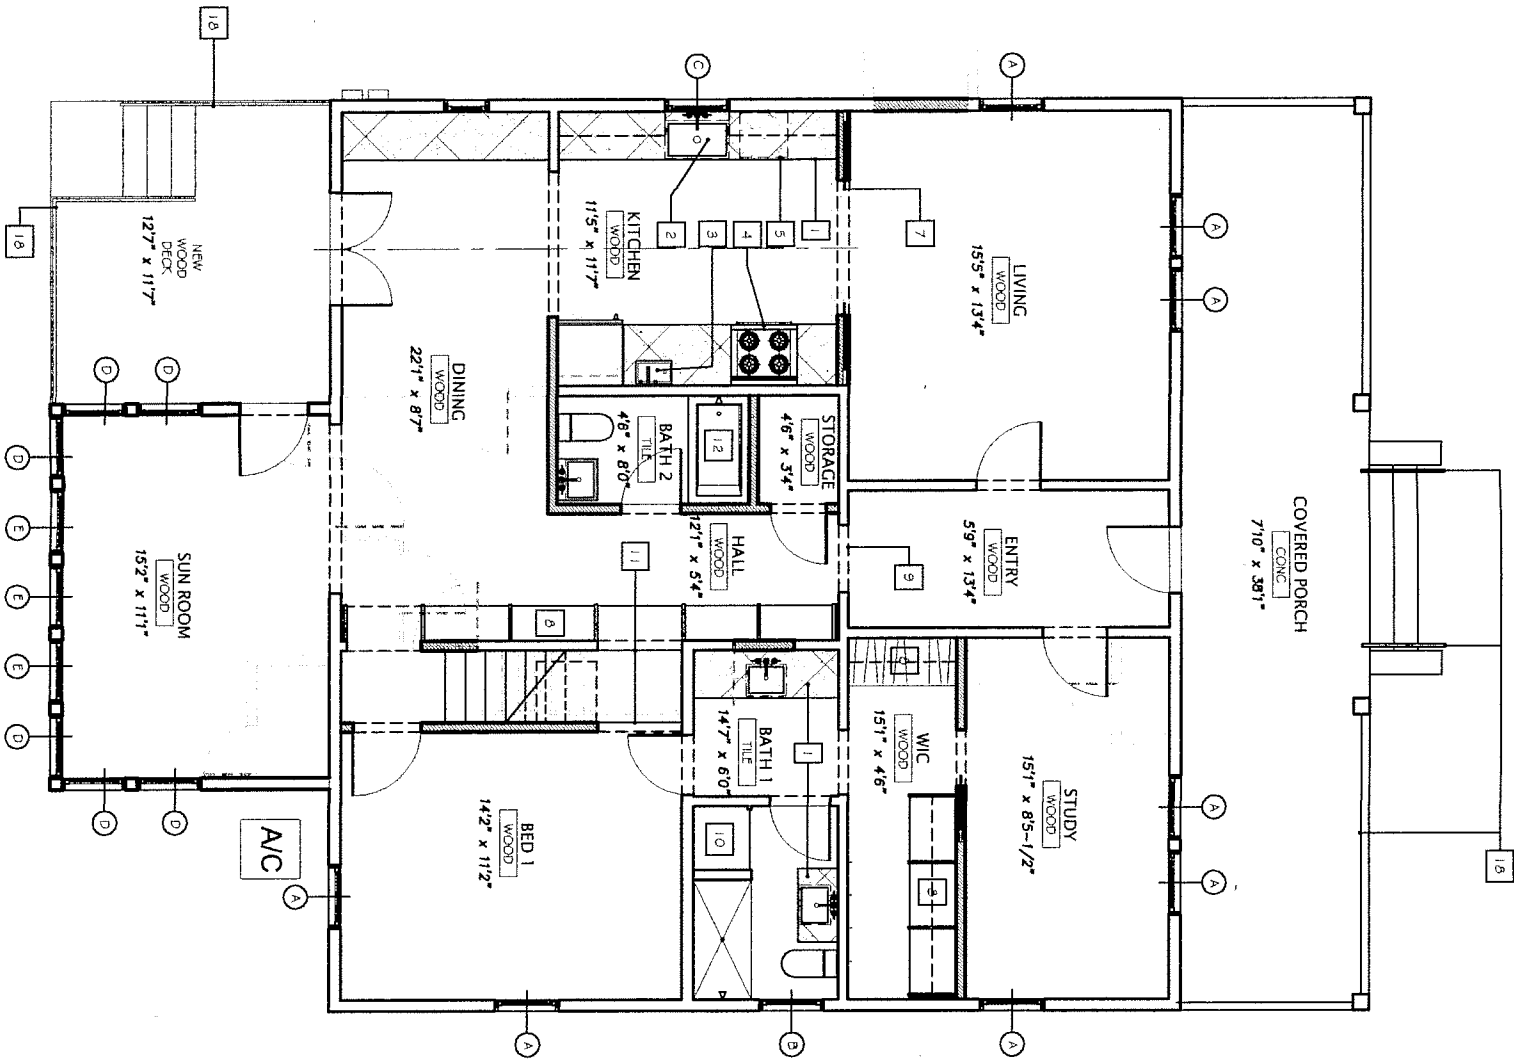 18
C
A
18
NEW
WOOD
DECK
12'7" x 11'7"
KITCHEN
WOOD
11'5" x 11'7"
2
3
4
5
1
7
LIVING
WOOD
15'5" x 13'4"
A
A
DINING
WOOD
22'1" x 8'7"
BATH 2
TILE
4'6" x 8'0"
12
STORAGE
WOOD
4'6" x 3'4"
D
D
D
E
E
E
D
D
D
SUN ROOM
WOOD
15'2" x 11'1"
HALL
WOOD
12'1" x 5'4"
11
8
9
ENTRY
WOOD
5'9" x 13'4"
COVERED PORCH
CONC
7'10" x 38'1"
18
BATH 1
TILE
14'7" x 6'0"
1
WIC
WOOD
15'1" x 4'6"
8
STUDY
WOOD
15'1" x 8'5-1/2"
A
A
BED 1
WOOD
14'2" x 11'2"
10
A/C
A
A
B
A